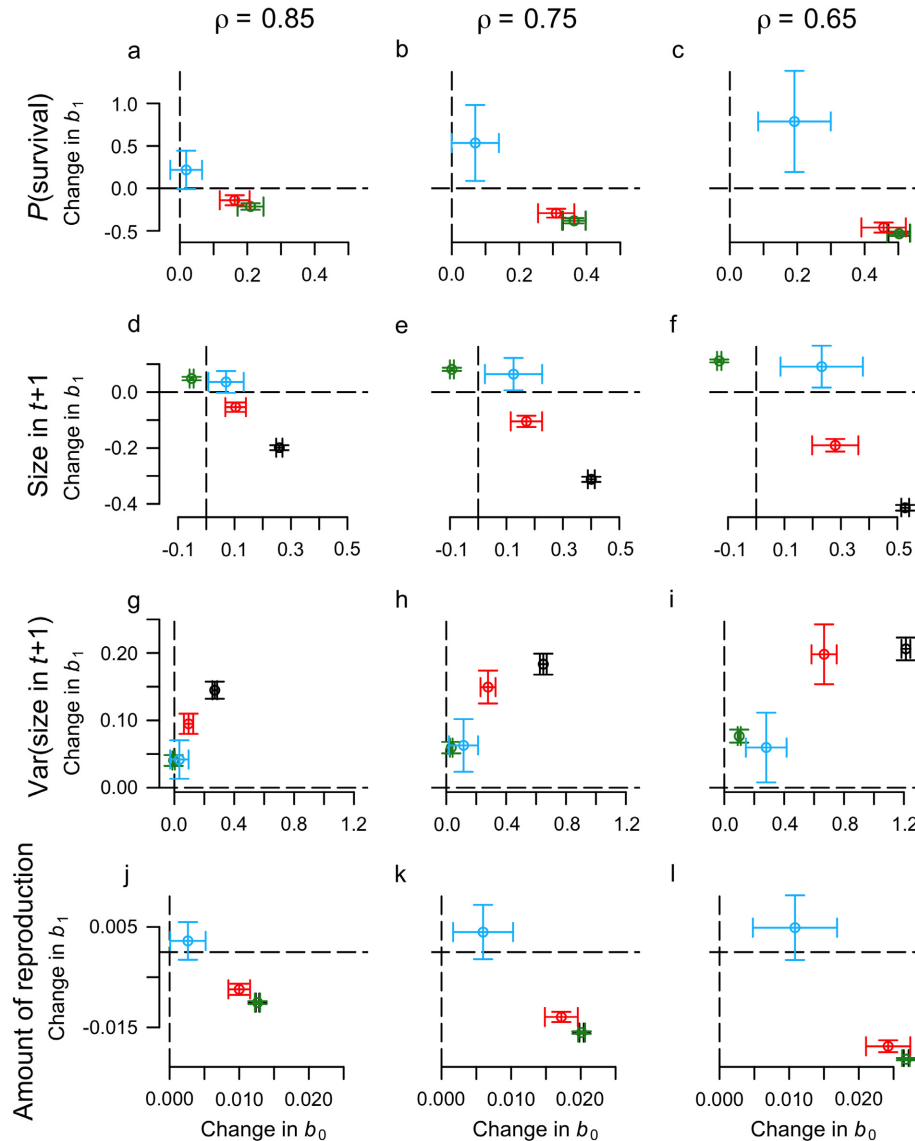 ρ = 0.85 ρ = 0.75 ρ = 0.65
a b c
P(survival)
Change in b1
1.0
0.5
0.0
-0.5
0.0 0.2 0.4 0.0 0.2 0.4 0.0 0.2 0.4
d e f
Size in t+1
Change in b1
0.0
-0.2
-0.4
-0.1 0.1 0.3 0.5 -0.1 0.1 0.3 0.5 -0.1 0.1 0.3 0.5
g h i
Var(size in t+1)
Change in b1
0.20
0.10
0.00
0.0 0.4 0.8 1.2 0.0 0.4 0.8 1.2 0.0 0.4 0.8 1.2
j k l
Amount of reproduction
Change in b1
0.005
-0.015
0.000 0.010 0.020 0.000 0.010 0.020 0.000 0.010 0.020
Change in b0 Change in b0 Change in b0